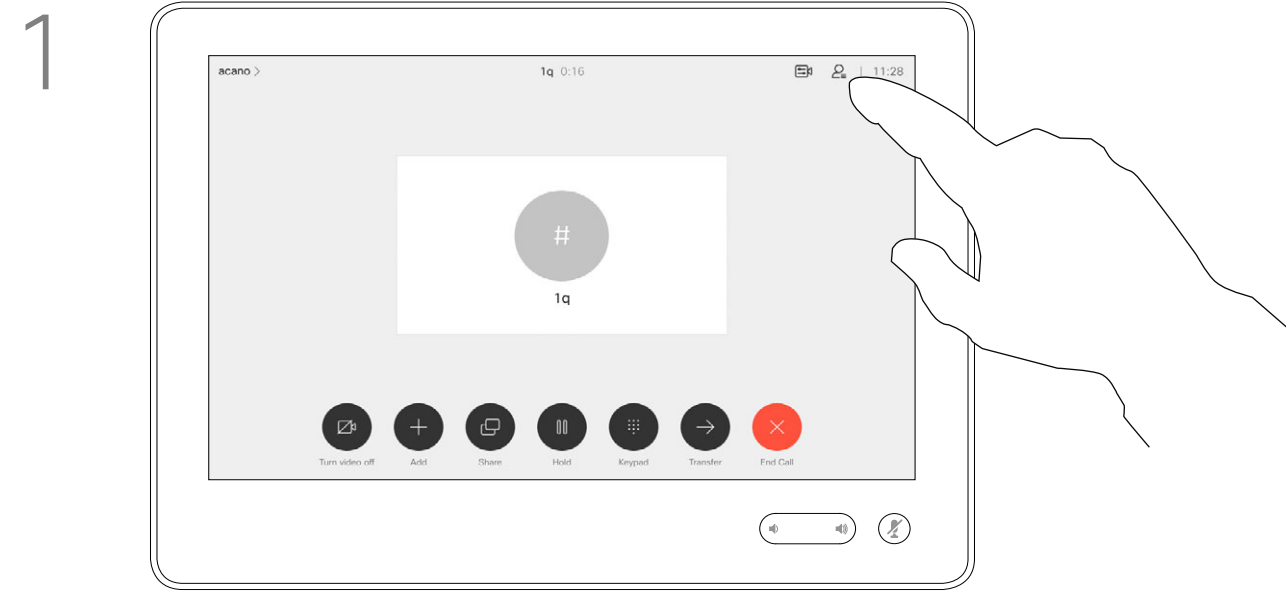 1
acano >
1q 0:16
11:28
#
1q
Turn video off
Add
Share
Hold
Keypad
Transfer
End Call